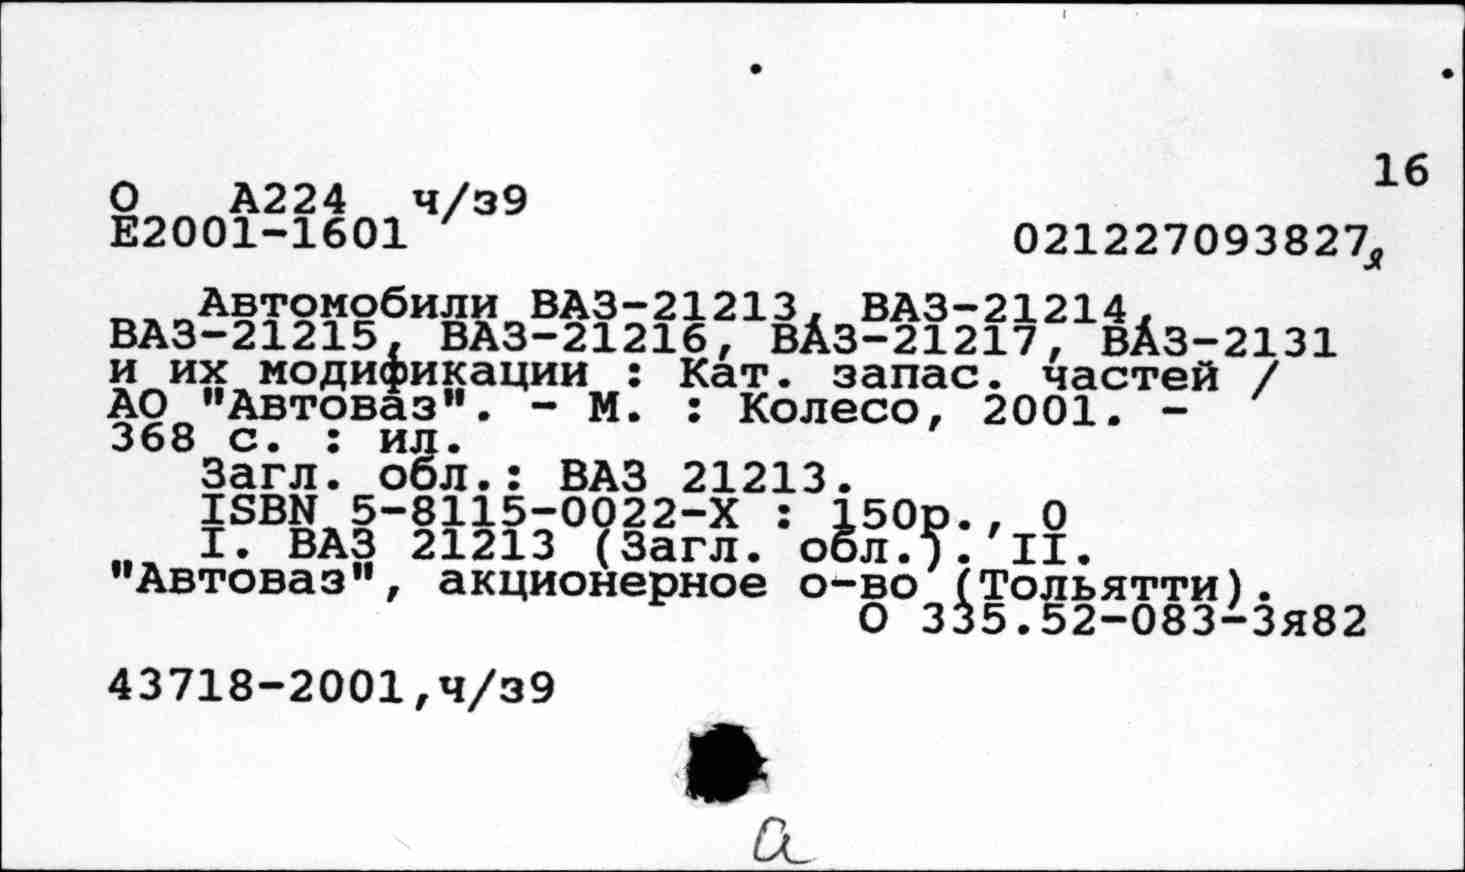 16
О А224 ч/з9
Е2001-1601
021227093827я
Автомобили ВАЗ-21213, ВАЗ-21214,
ВАЗ-21215, ВАЗ-21216, ВАЗ-21217, ВАЗ-2131
и их модификации : Кат. запас. частей /
АО "Автоваз". - М. : Колесо, 2001. -
368 с. : ил.
Загл. обл.: ВАЗ 21213.
ISBN 5-8115-0022-X : 150р., 0
I. ВАЗ 21213 (Загл. обл.). II.
"Автоваз", акционерное о-во (Тольятти).
О 335.52-083-3я82
43718-2001,ч/з9
а